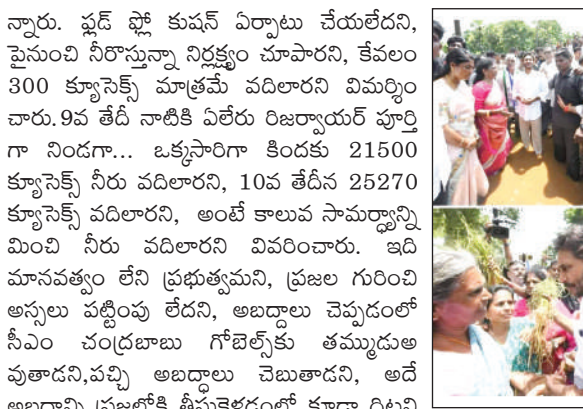 న్నారు. ఫ్లడ్ ఫ్లో కుషన్ ఏర్పాటు చేయలేదని,
పైనుంచి నీరొస్తున్నా నిర్లక్ష్యం చూపారని, కేవలం
300 క్యూసెక్స్ మాత్రమే వదిలారని విమర్శిం
చారు.9వ తేదీ నాటికి ఏలేరు రిజర్వాయర్ పూర్తి
గా నిండగా... ఒక్కసారిగా కిందకు 21500
క్యూసెక్స్ నీరు వదిలారని, 10వ తేదీన 25270
క్యూసెక్స్ వదిలారని, అంటే కాలువ సామర్థ్యాన్ని
మించి నీరు వదిలారని వివరించారు. ఇది
మానవత్వం లేని ప్రభుత్వమని, ప్రజల గురించి
అస్సలు పట్టింపు లేదని, అబద్దాలు చెప్పడంలో
సీఎం చంద్రబాబు గోబెల్స్‌కు తమ్ముడుఅ
వుతాడని,పచ్చి అబద్ధాలు చెబుతాడని, అదే